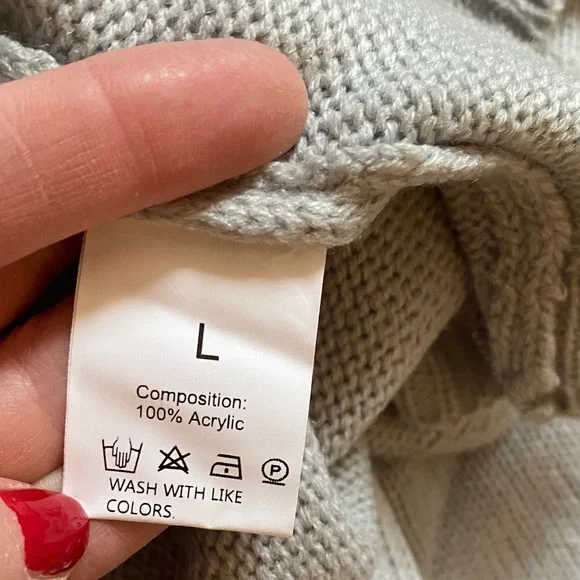 L
Composition:
100% Acrylic
P
WASH WITH LIKE
COLORS.